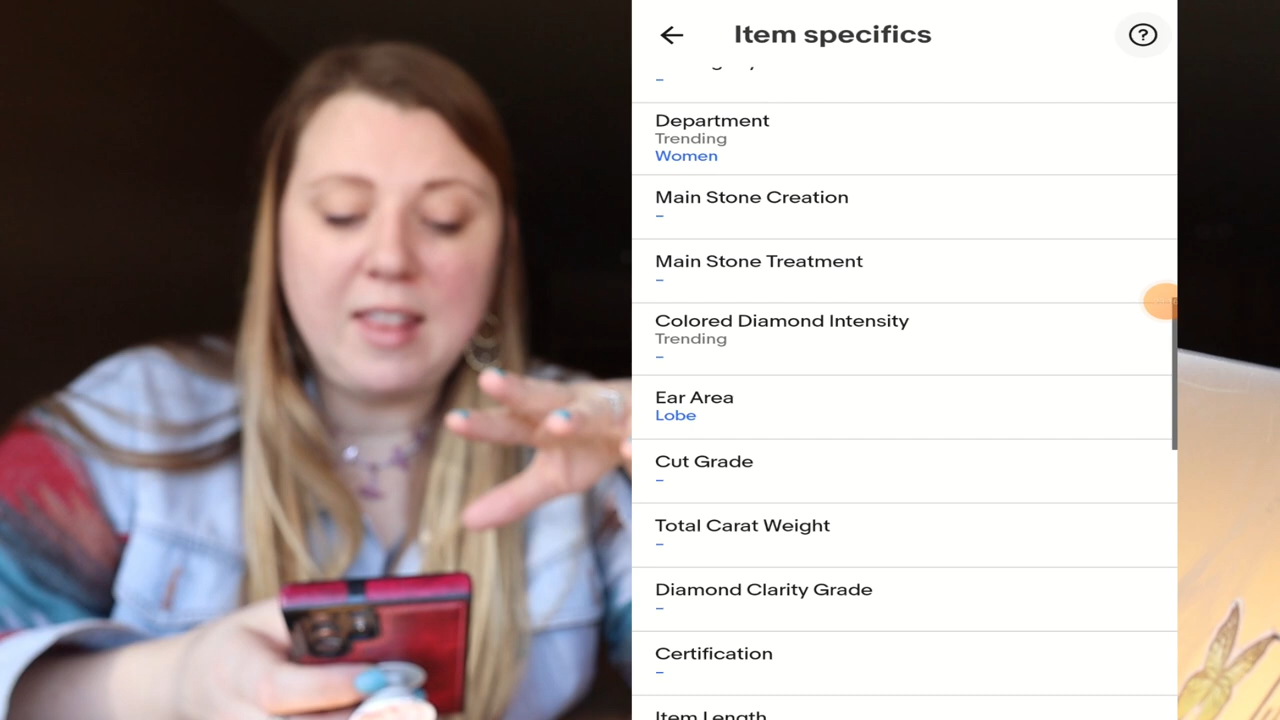 Item specifics
–
Department
Trending
Women
Main Stone Creation
–
Main Stone Treatment
–
Colored Diamond Intensity
Trending
–
Ear Area
Lobe
Cut Grade
–
Total Carat Weight
–
Diamond Clarity Grade
–
Certification
–
Item Length